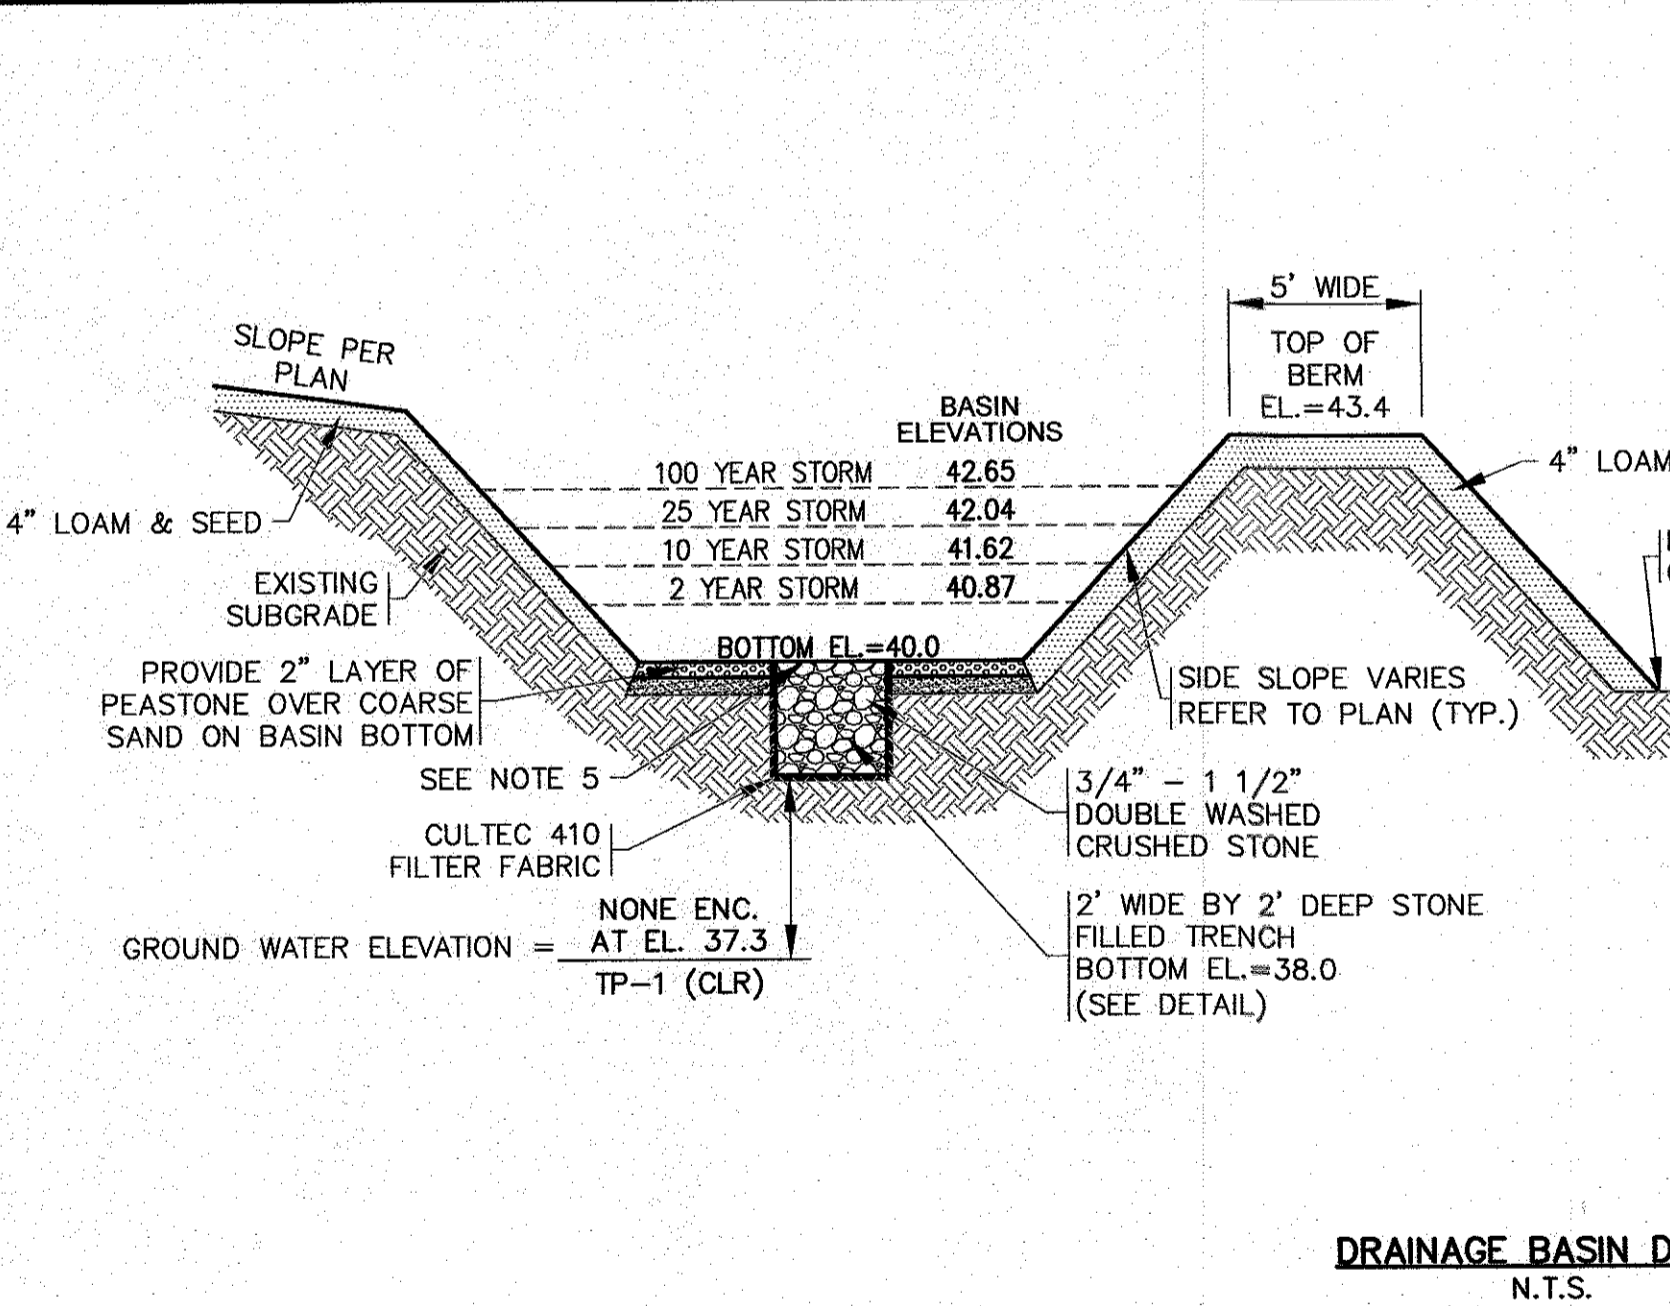 5' WIDE
TOP OF
BERM
EL.=43.4
SLOPE PER
PLAN
BASIN
ELEVATIONS
100 YEAR STORM 42.65
25 YEAR STORM 42.04
10 YEAR STORM 41.62
2 YEAR STORM 40.87
BOTTOM EL.=40.0
4" LOAM
4" LOAM & SEED
EXISTING
SUBGRADE
PROVIDE 2" LAYER OF
PEASTONE OVER COARSE
SAND ON BASIN BOTTOM
SEE NOTE 5
CULTEC 410
FILTER FABRIC
SIDE SLOPE VARIES
REFER TO PLAN (TYP.)
3/4" - 1 1/2"
DOUBLE WASHED
CRUSHED STONE
2' WIDE BY 2' DEEP STONE
FILLED TRENCH
BOTTOM EL.=38.0
(SEE DETAIL)
NONE ENC.
GROUND WATER ELEVATION = AT EL. 37.3
TP-1 (CLR)
DRAINAGE BASIN D
N.T.S.